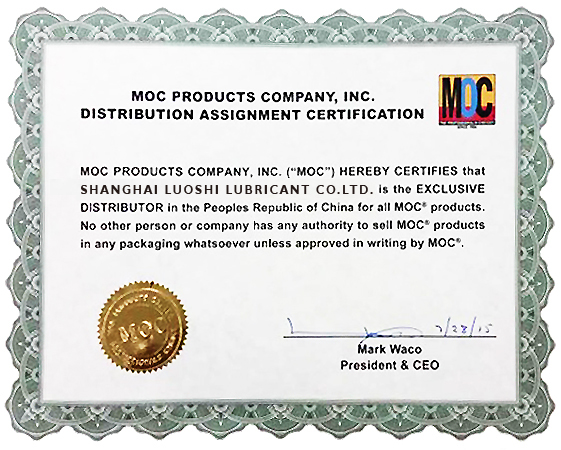 MOC PRODUCTS COMPANY, INC.
DISTRIBUTION ASSIGNMENT CERTIFICATION
MOC
SINCE 1954
MOC PRODUCTS COMPANY, INC. (“MOC”) HEREBY CERTIFIES that
SHANGHAI LUOSHI LUBRICANT CO.LTD. is the EXCLUSIVE
DISTRIBUTOR in the Peoples Republic of China for all MOC® products.
No other person or company has any authority to sell MOC® products
in any packaging whatsoever unless approved in writing by MOC®.
MOC
7/28/15
Mark Waco
President & CEO